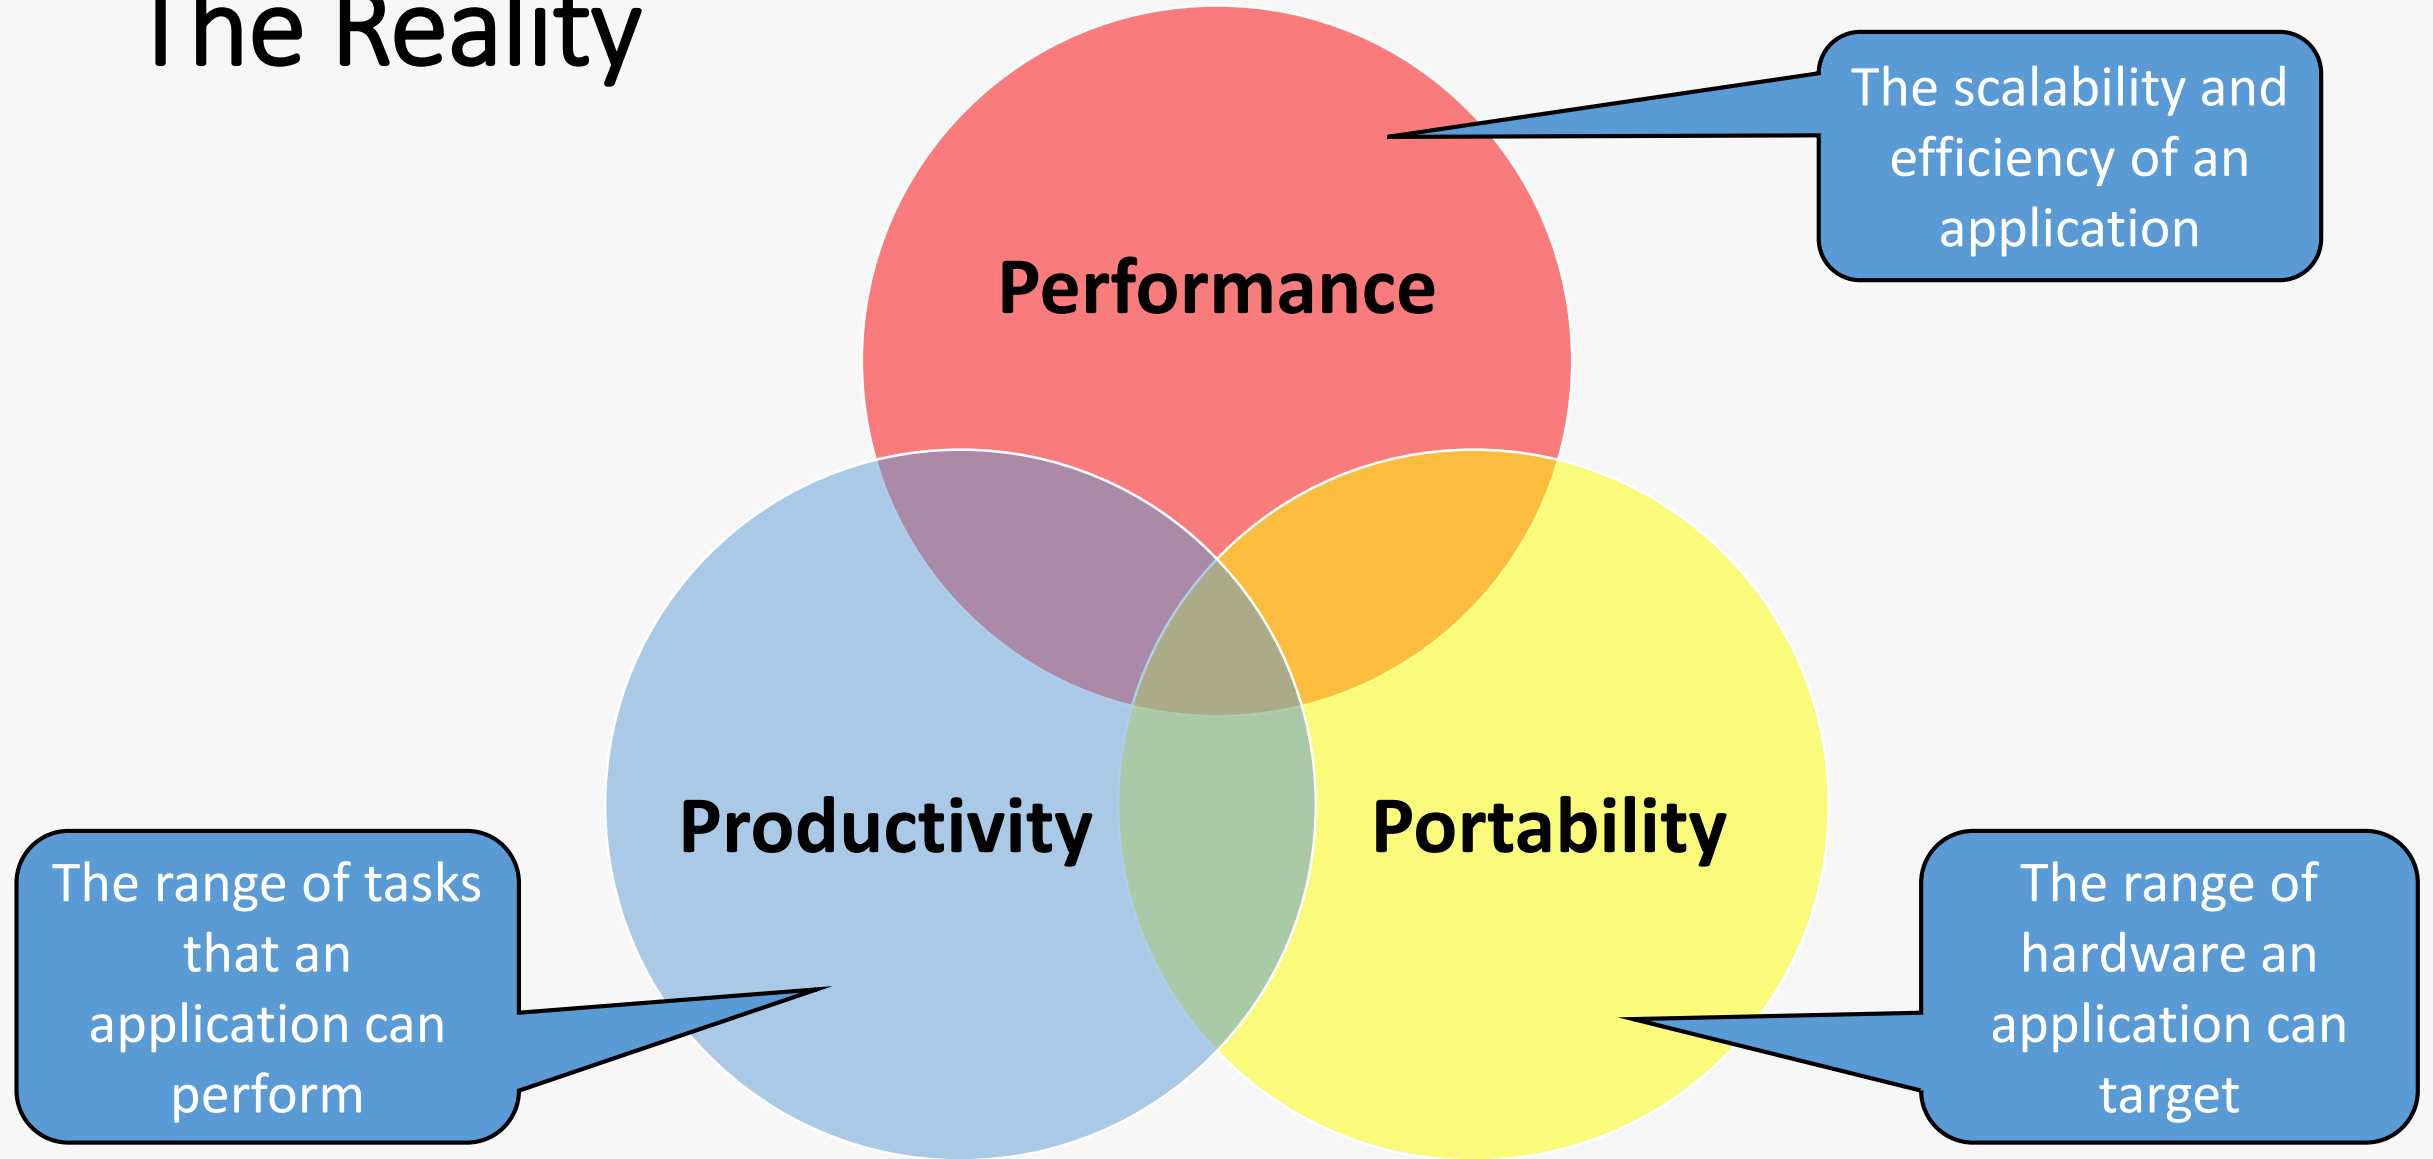 The Reality
The scalability and
efficiency of an
application
Performance
Productivity
Portability
The range of tasks
that an
application can
perform
The range of
hardware an
application can
target